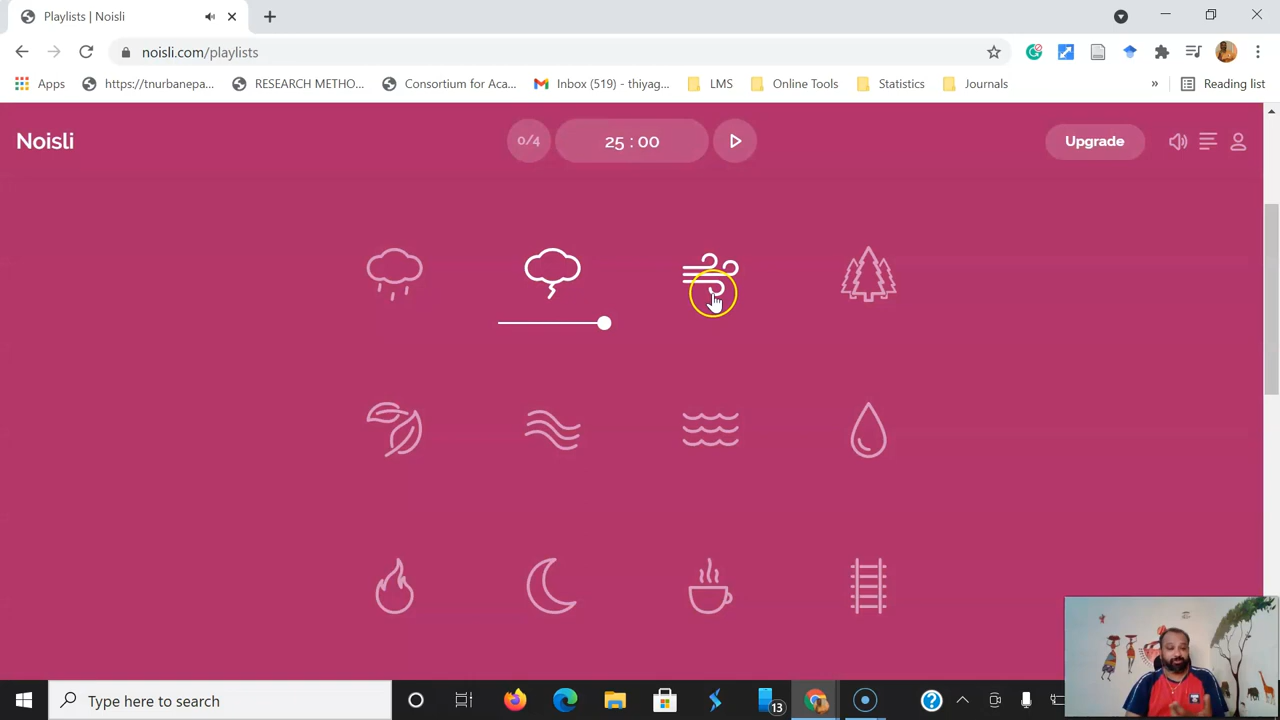 Playlists | Noisli
noisli.com/playlists
Apps
https://tnurbanepa...
RESEARCH METHO...
Consortium for Aca...
Inbox (519) - thiyag...
LMS
Online Tools
Statistics
Journals
»
Reading list
Noisli
0/4
25 : 00
Upgrade
Type here to search
13